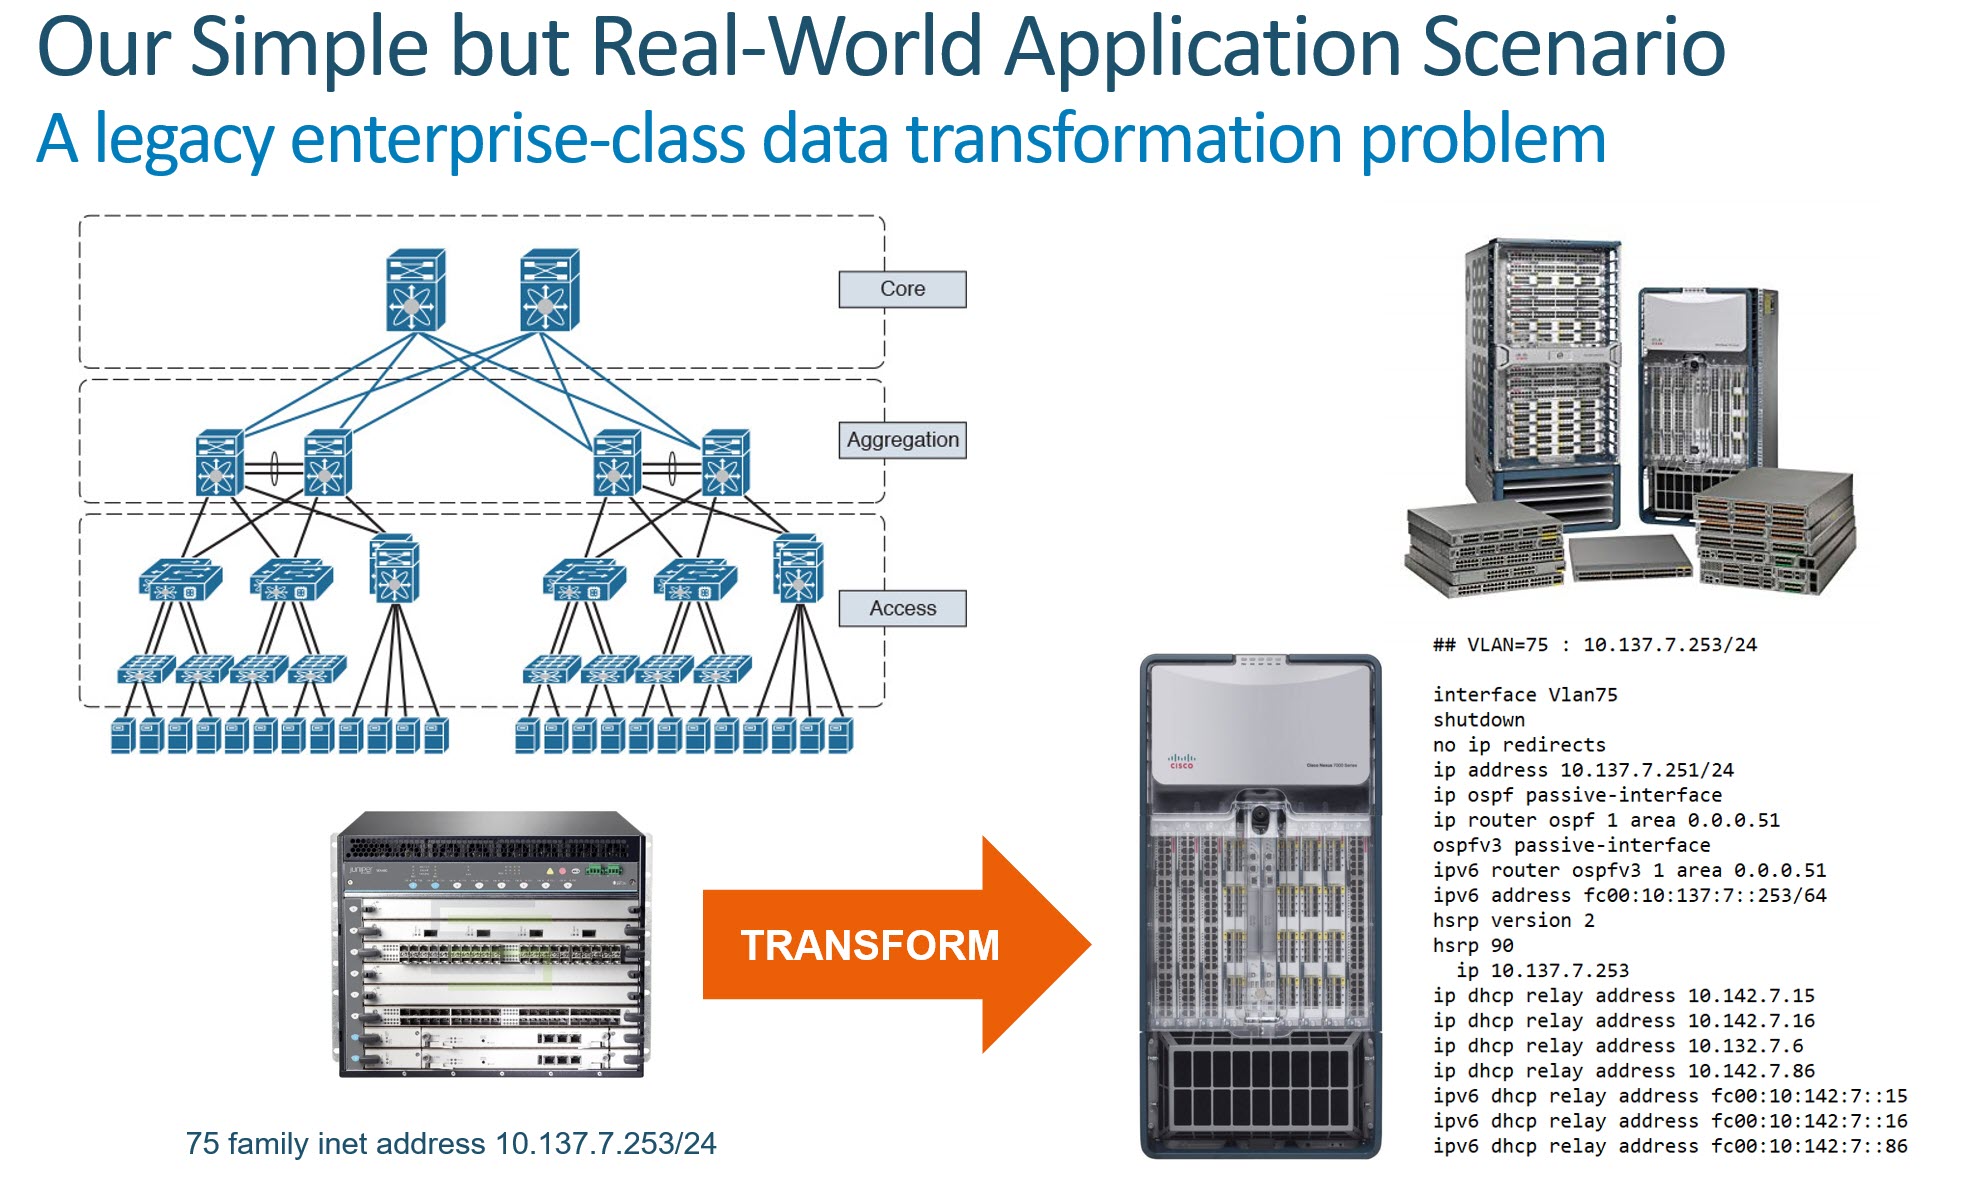 Our Simple but Real-World Application Scenario
A legacy enterprise-class data transformation problem
Core
Aggregation
Access
TRANSFORM
75 family inet address 10.137.7.253/24
CISCO
Cisco Nexus 7000 Series
## VLAN=75 : 10.137.7.253/24
interface Vlan75
shutdown
no ip redirects
ip address 10.137.7.251/24
ip ospf passive-interface
ip router ospf 1 area 0.0.0.51
ospfv3 passive-interface
ipv6 router ospfv3 1 area 0.0.0.51
ipv6 address fc00:10:137:7::253/64
hsrp version 2
hsrp 90
ip 10.137.7.253
ip dhcp relay address 10.142.7.15
ip dhcp relay address 10.142.7.16
ip dhcp relay address 10.132.7.6
ip dhcp relay address 10.142.7.86
ipv6 dhcp relay address fc00:10:142:7::15
ipv6 dhcp relay address fc00:10:142:7::16
ipv6 dhcp relay address fc00:10:142:7::86